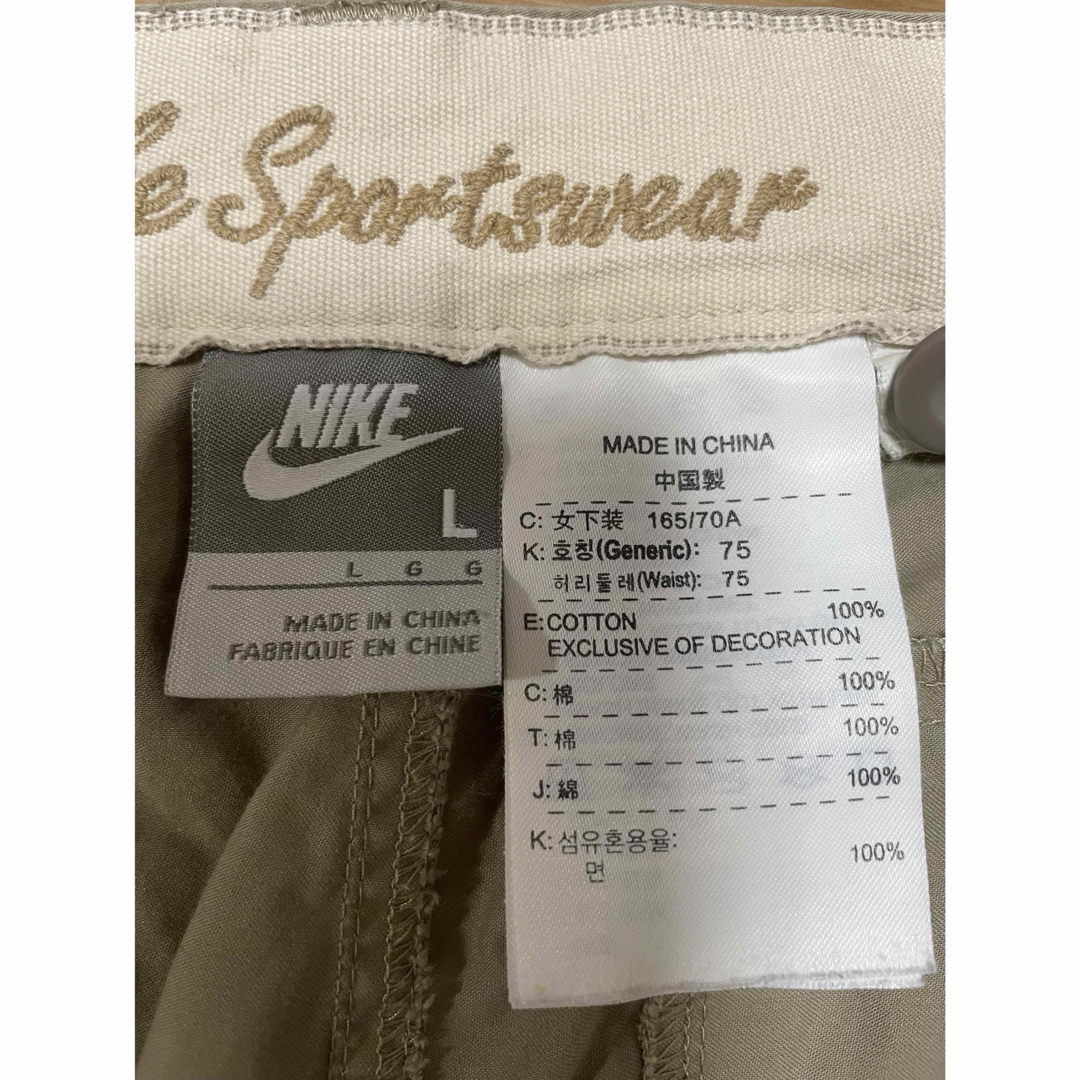 Sportswear
NIKE
L
L G G
MADE IN CHINA
FABRIQUE EN CHINE
MADE IN CHINA
中国製
C: 女下装 165/70A
K: 호칭(Generic): 75
허리둘레(Waist): 75
E: COTTON 100%
EXCLUSIVE OF DECORATION
C: 棉 100%
T: 棉 100%
J: 綿 100%
K: 섬유혼용율:
면 100%